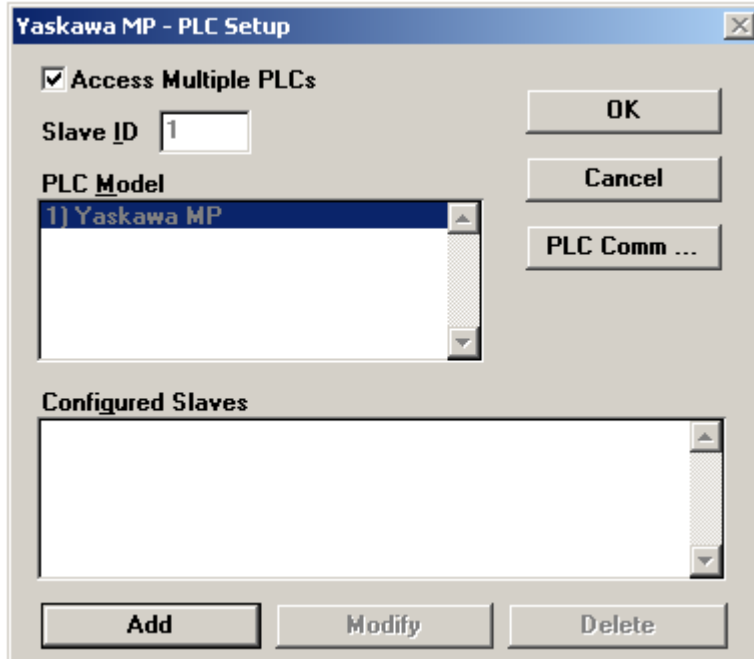 Yaskawa MP - PLC Setup
Access Multiple PLCs
Slave ID 1
OK
PLC Model
Cancel
1) Yaskawa MP
PLC Comm ...
Configured Slaves
Add Modify Delete